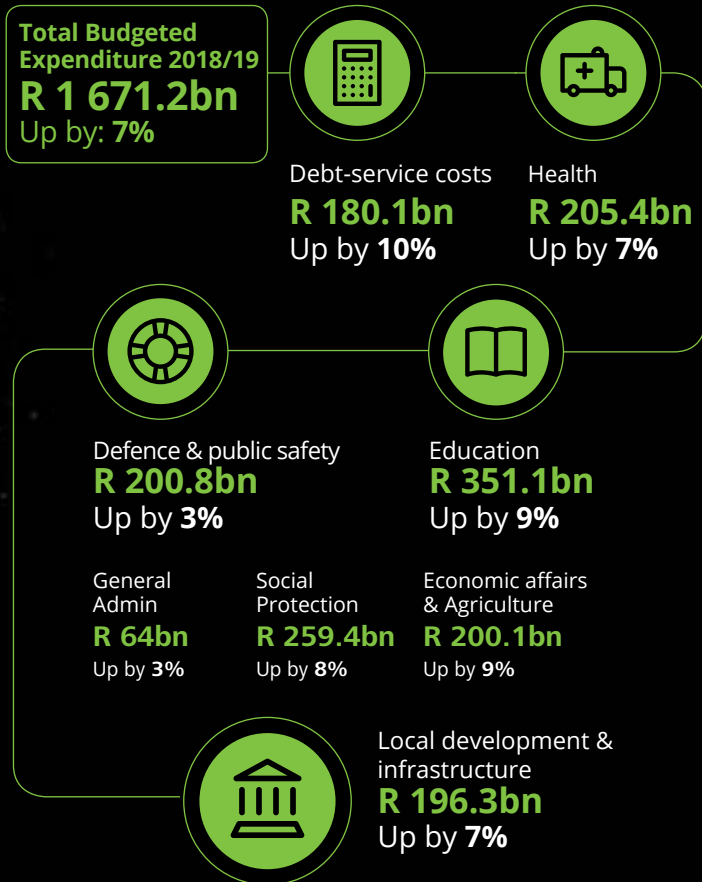 Total Budgeted
Expenditure 2018/19
R 1 671.2bn
Up by: 7%
Debt-service costs
R 180.1bn
Up by 10%
Health
R 205.4bn
Up by 7%
Defence & public safety
R 200.8bn
Up by 3%
Education
R 351.1bn
Up by 9%
General
Admin
R 64bn
Up by 3%
Social
Protection
R 259.4bn
Up by 8%
Economic affairs
& Agriculture
R 200.1bn
Up by 9%
Local development &
infrastructure
R 196.3bn
Up by 7%